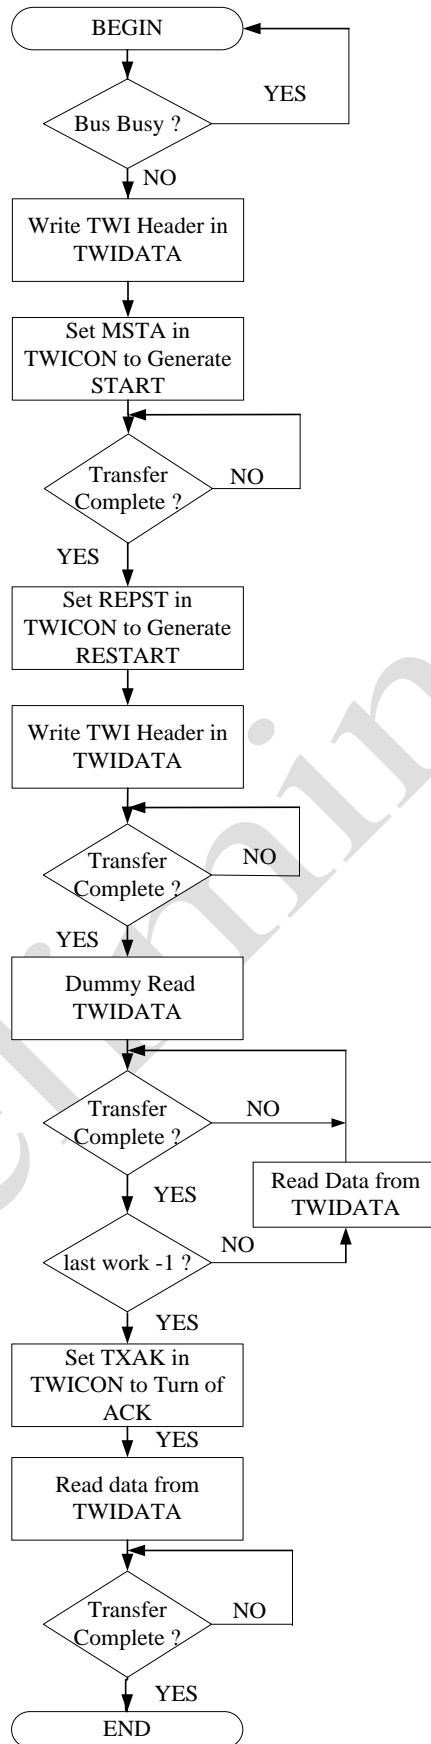 BEGIN
YES
Bus Busy ?
NO
Write TWI Header in
TWIDATA
Set MSTA in
TWICON to Generate
START
Transfer
Complete ?
NO
YES
Set REPST in
TWICON to Generate
RESTART
Write TWI Header in
TWIDATA
Transfer
Complete ?
NO
YES
Dummy Read
TWIDATA
Transfer
Complete ?
NO
YES
Read Data from
TWIDATA
last work -1 ?
NO
YES
Set TXAK in
TWICON to Turn of
ACK
YES
Read data from
TWIDATA
Transfer
Complete ?
NO
YES
END